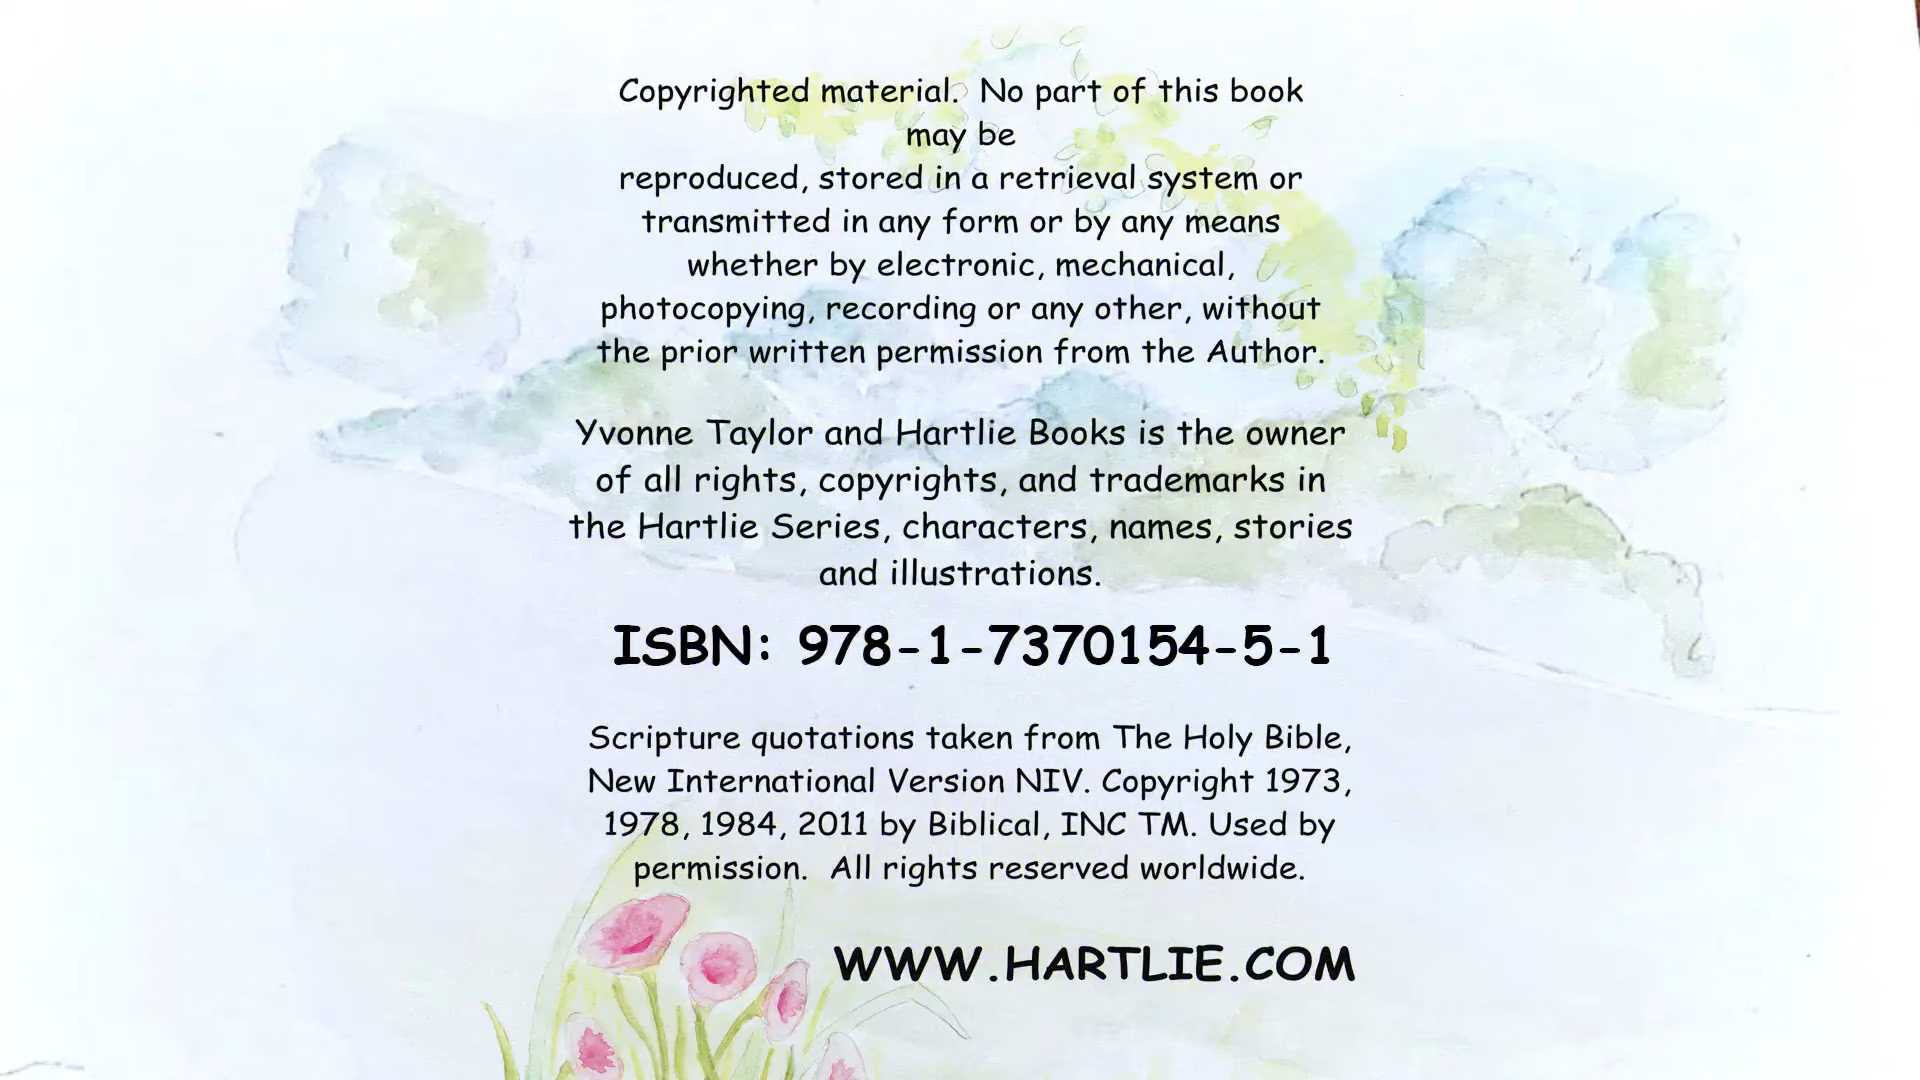 Copyrighted material.  No part of this book
may be
reproduced, stored in a retrieval system or
transmitted in any form or by any means
whether by electronic, mechanical,
photocopying, recording or any other, without
the prior written permission from the Author.
Yvonne Taylor and Hartlie Books is the owner
of all rights, copyrights, and trademarks in
the Hartlie Series, characters, names, stories
and illustrations.
ISBN: 978-1-7370154-5-1
Scripture quotations taken from The Holy Bible,
New International Version NIV. Copyright 1973,
1978, 1984, 2011 by Biblical, INC TM. Used by
permission.  All rights reserved worldwide.
WWW.HARTLIE.COM